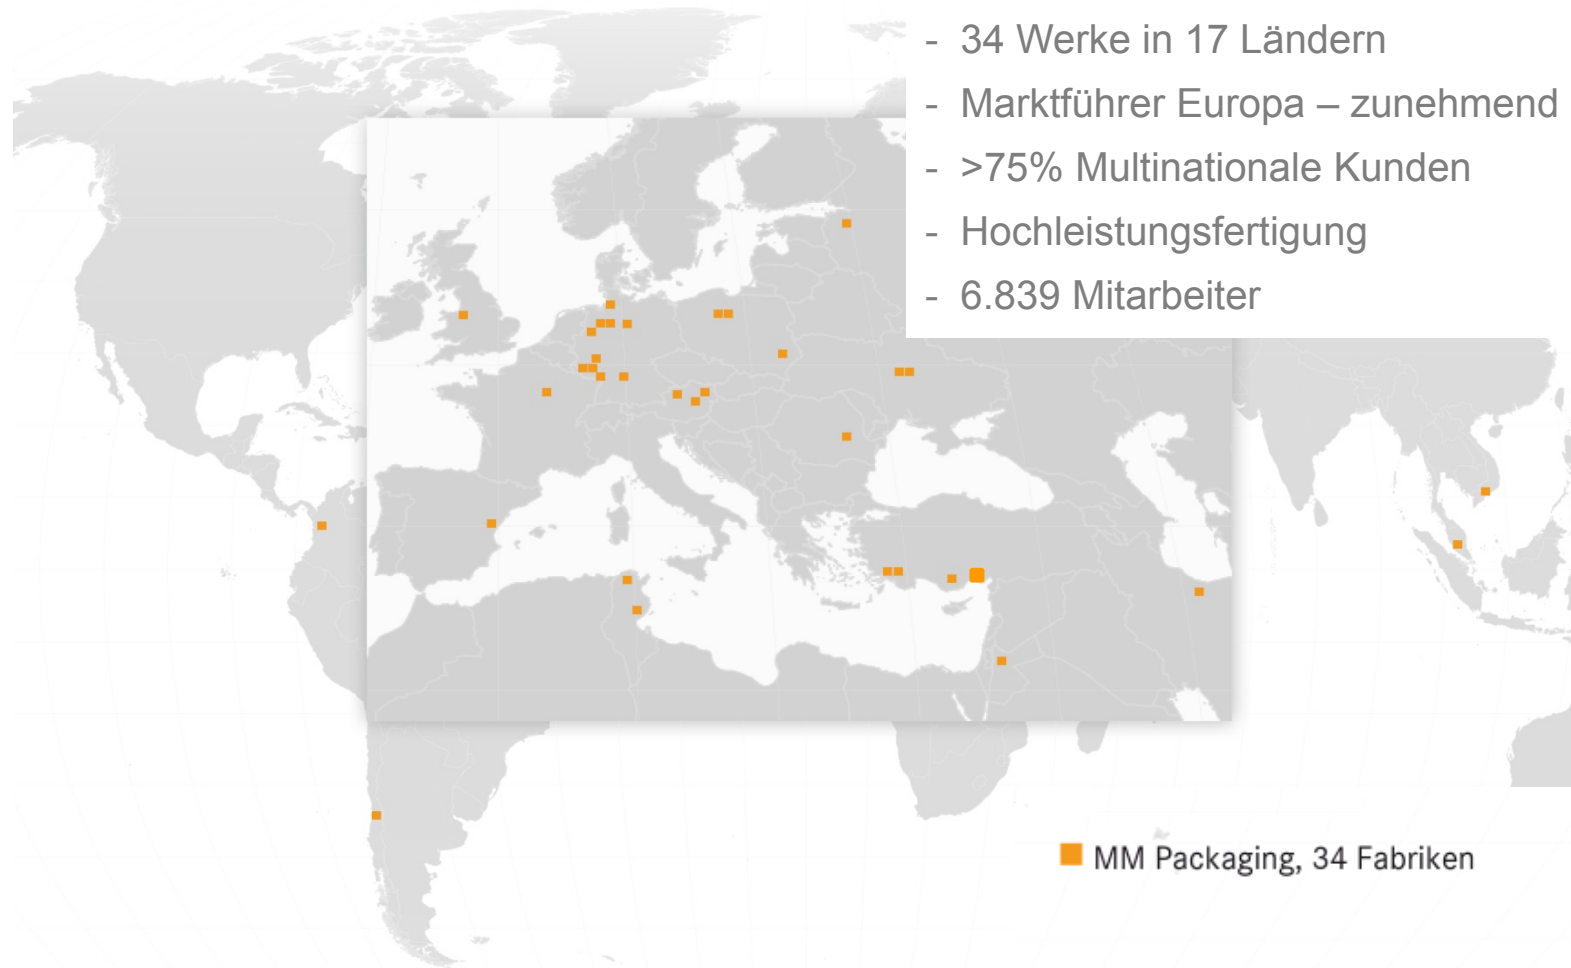 - 34 Werke in 17 Ländern
- Marktführer Europa – zunehmend
- >75% Multinationale Kunden
- Hochleistungsfertigung
- 6.839 Mitarbeiter
MM Packaging, 34 Fabriken